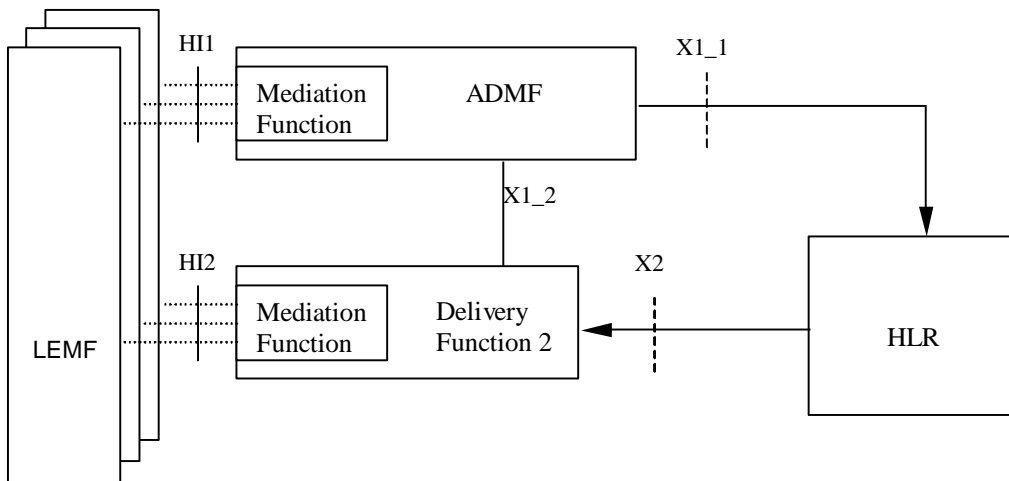 HI1
X1_1
Mediation
Function
ADMF
X1_2
HI2
X2
Mediation
Function
Delivery
Function 2
LEMF
HLR